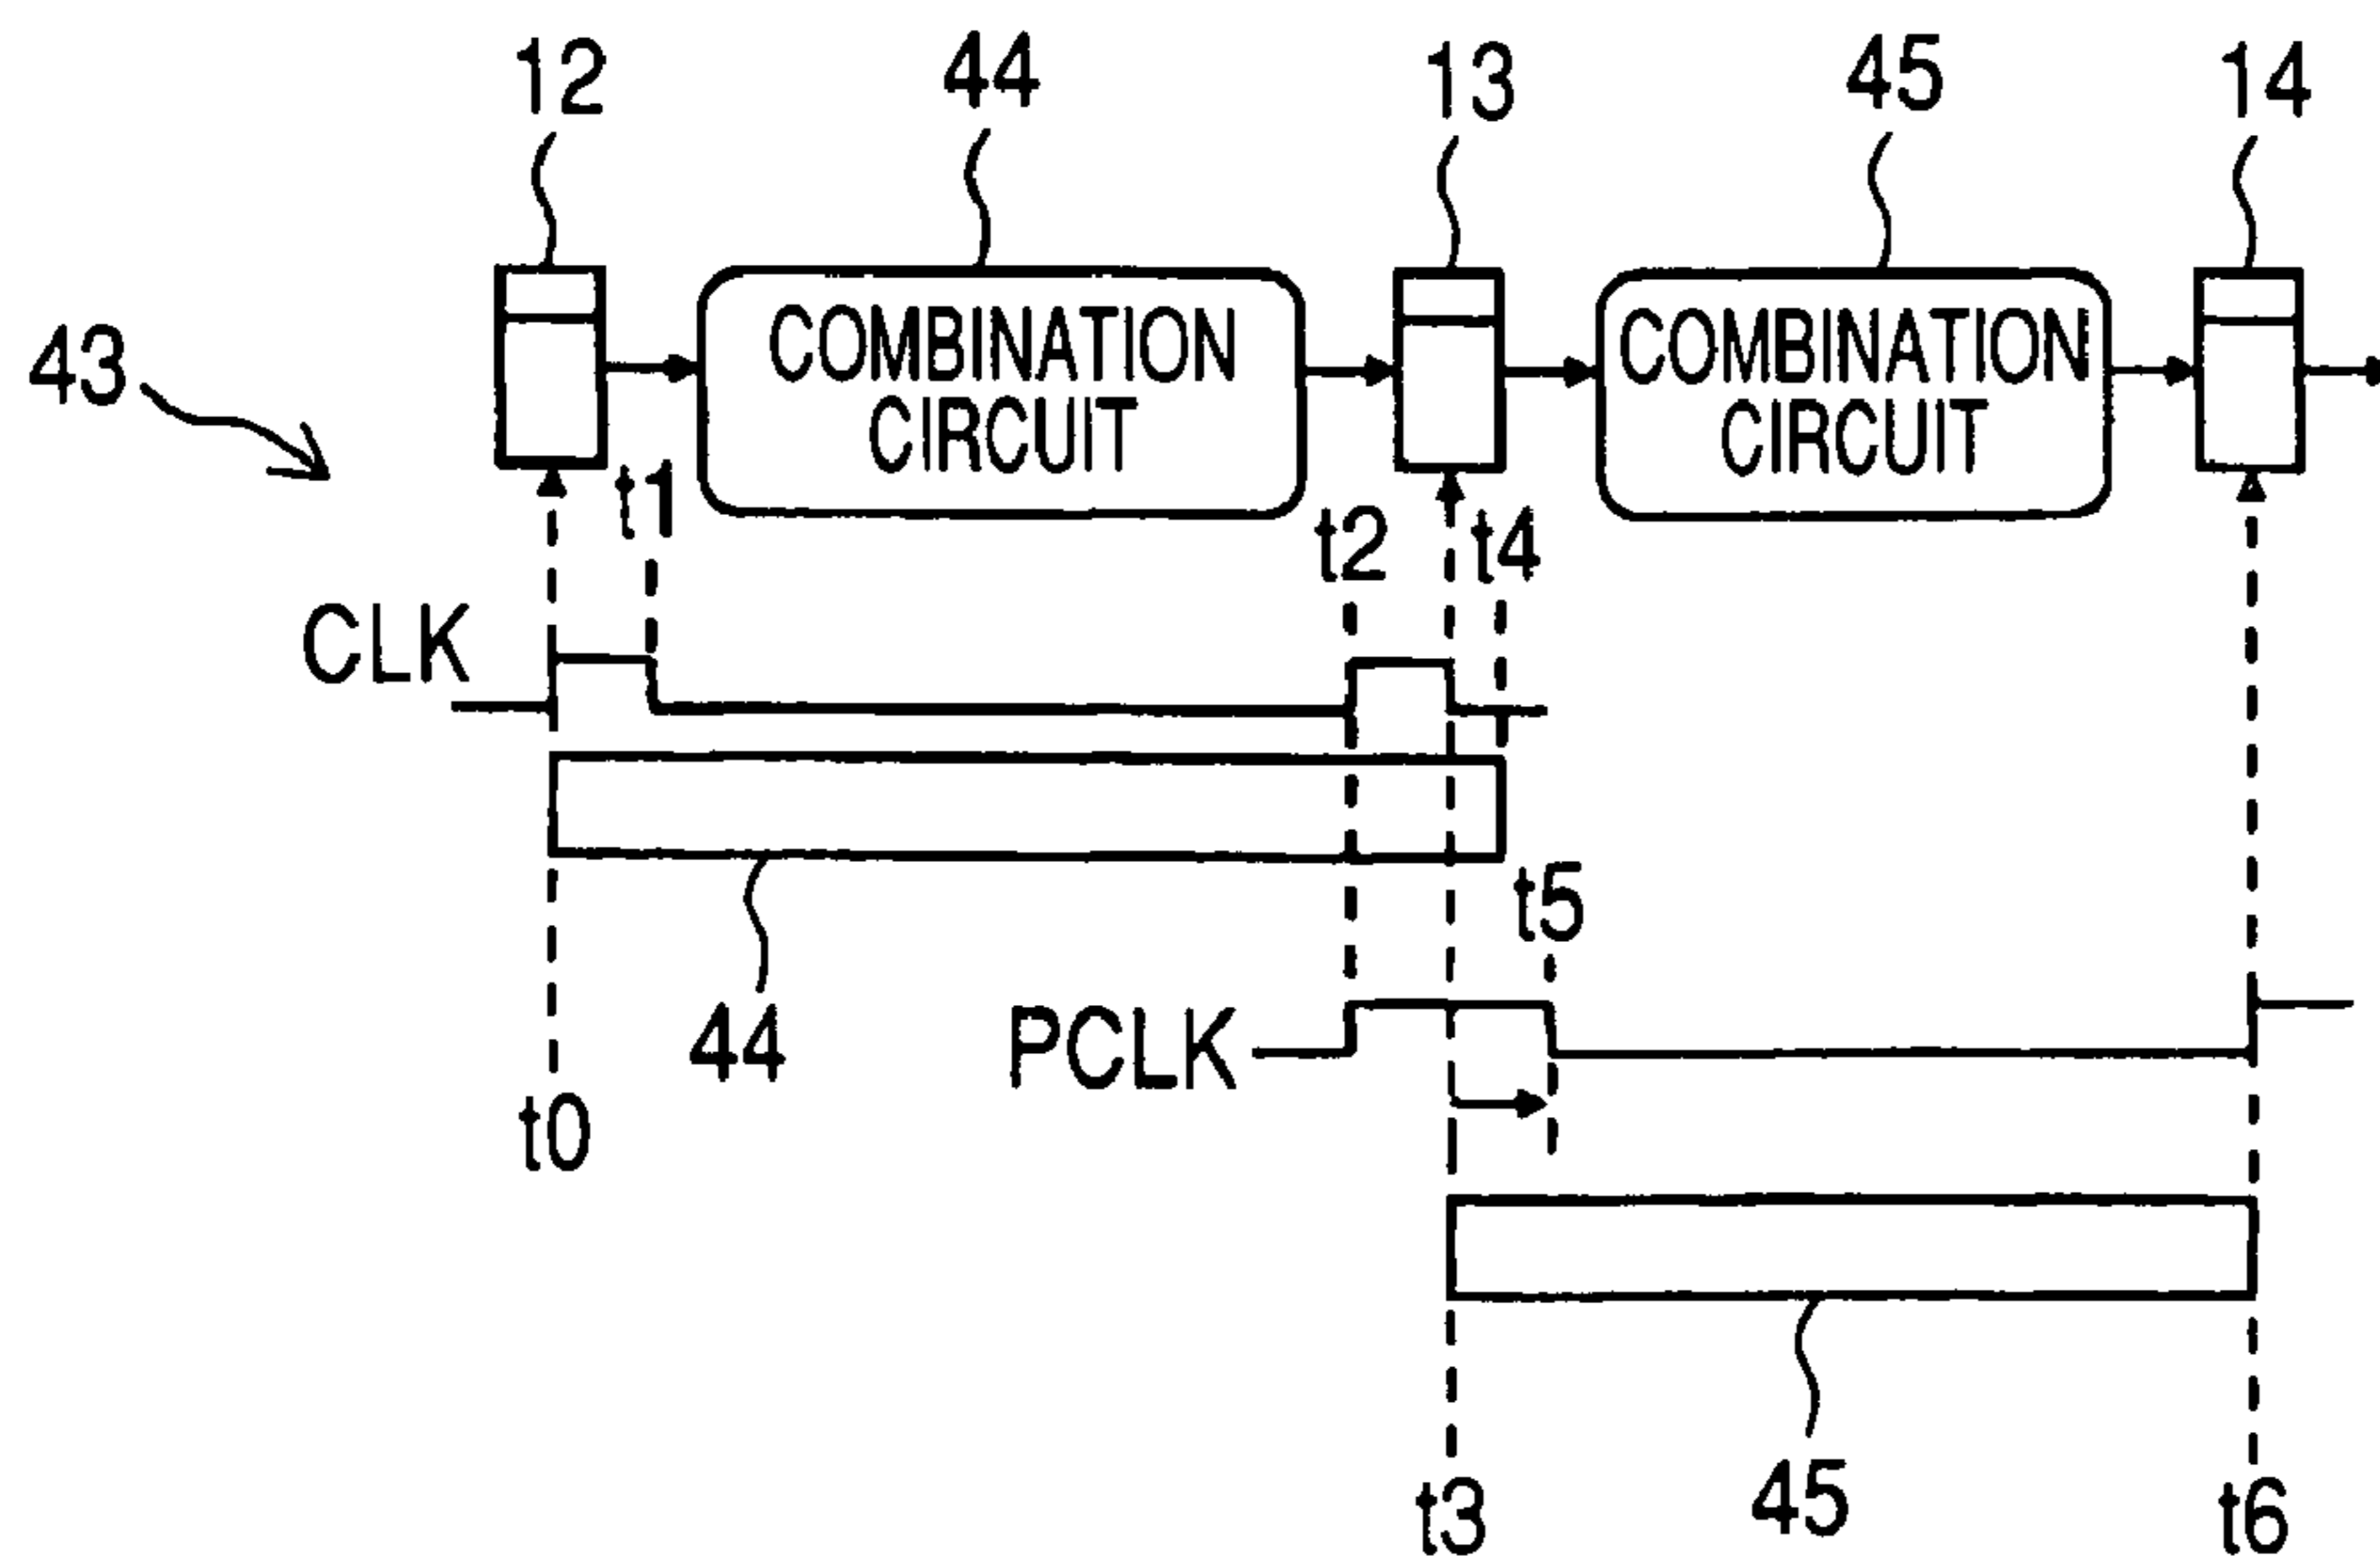 12
44
13
45
14
43
COMBINATION
CIRCUIT
COMBINATION
CIRCUIT
t1
t2
t4
CLK
t5
44
PCLK
t0
t3
45
t6